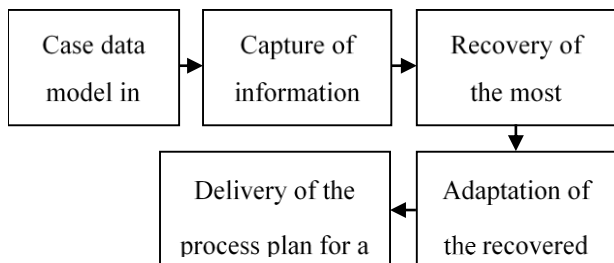 Case data
model in
Capture of
information
Recovery of
the most
Adaptation of
the recovered
Delivery of the
process plan for a